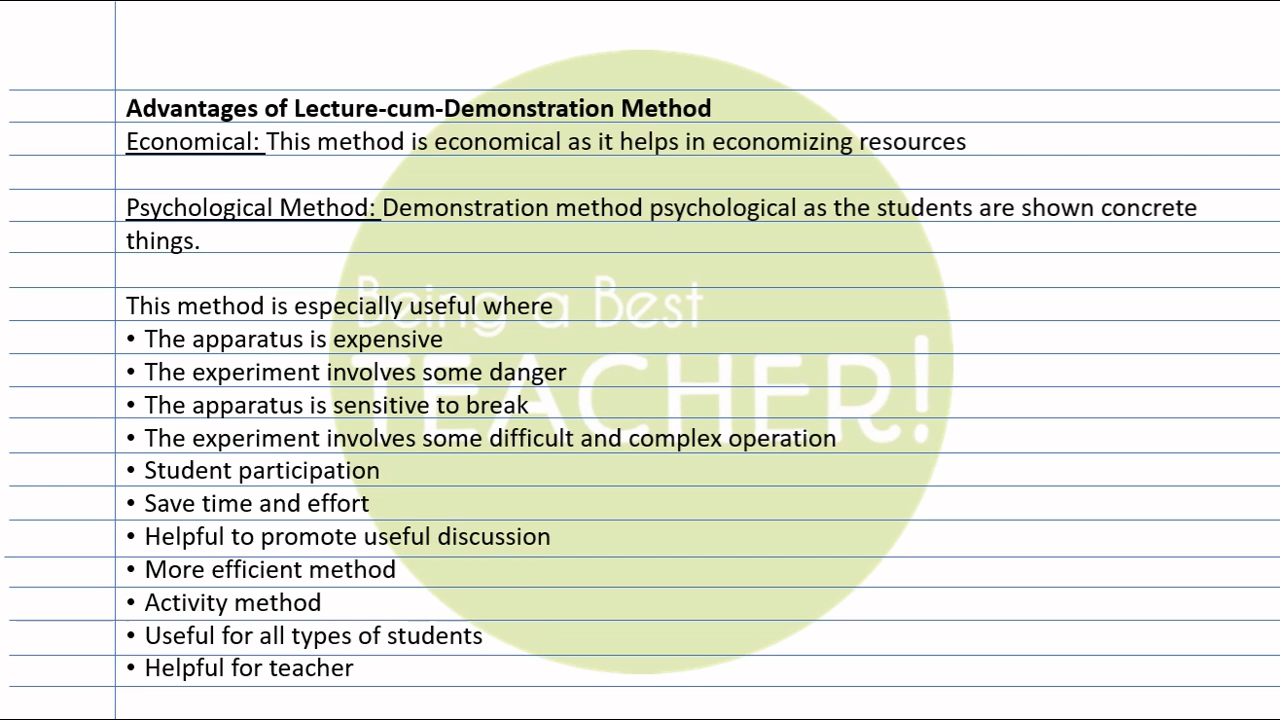 Advantages of Lecture-cum-Demonstration Method
Economical: This method is economical as it helps in economizing resources
Psychological Method: Demonstration method psychological as the students are shown concrete
things.
This method is especially useful where
• The apparatus is expensive
• The experiment involves some danger
• The apparatus is sensitive to break
• The experiment involves some difficult and complex operation
• Student participation
• Save time and effort
• Helpful to promote useful discussion
• More efficient method
• Activity method
• Useful for all types of students
• Helpful for teacher
Being a Best
TEACHER!